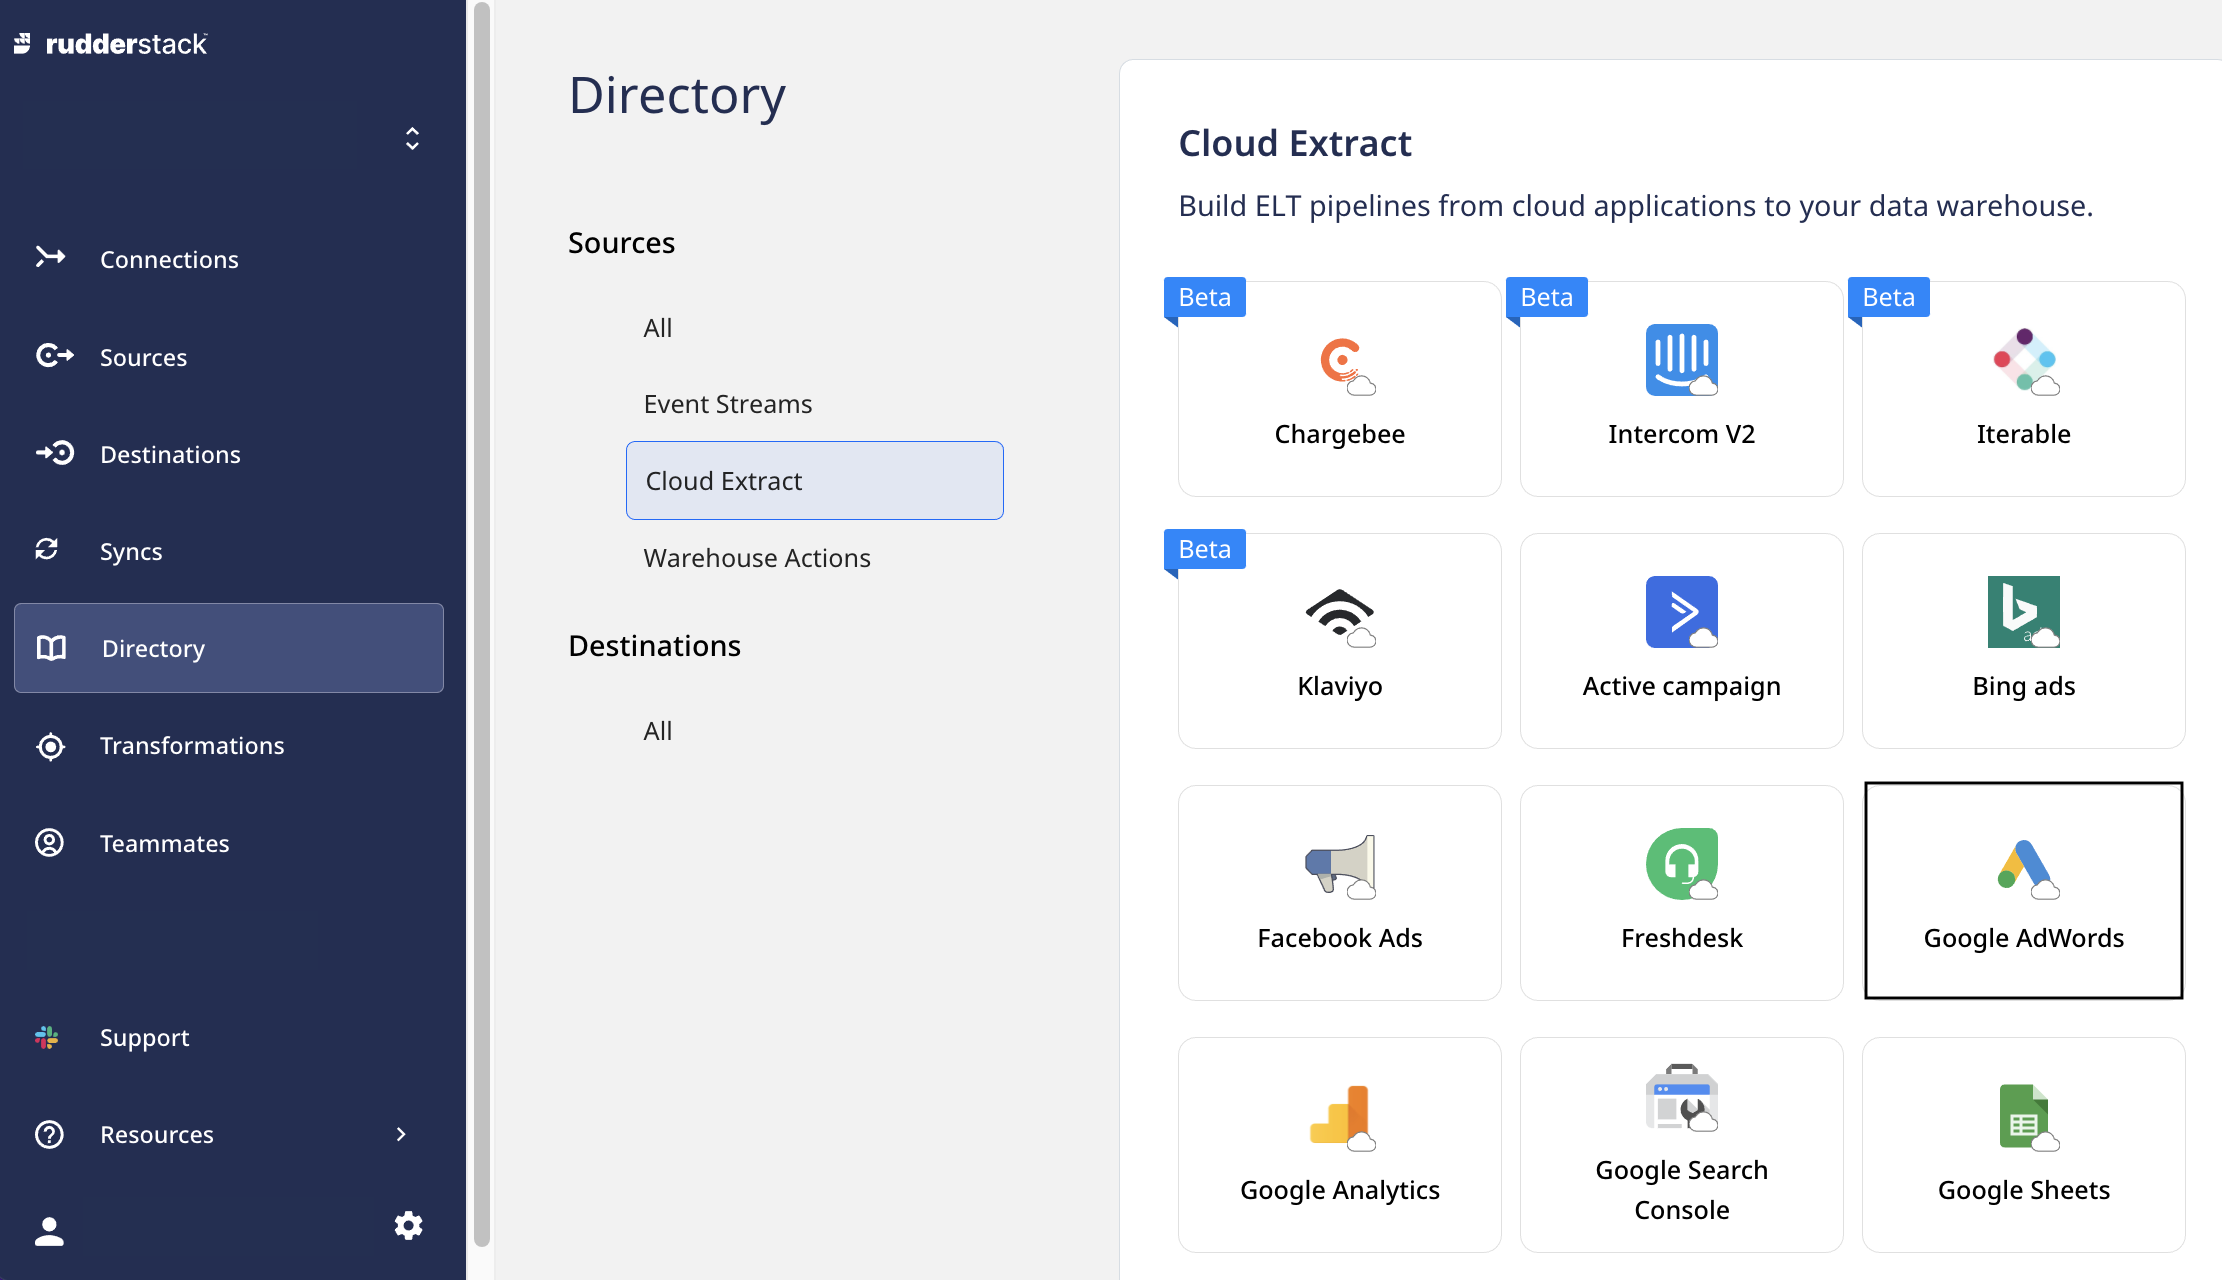 rudderstack
Connections
Sources
Destinations
Syncs
Directory
Transformations
Teammates
Support
Resources
Directory
Sources
All
Event Streams
Cloud Extract
Warehouse Actions
Destinations
All
Cloud Extract
Build ELT pipelines from cloud applications to your data warehouse.
Beta
Chargebee
Beta
Intercom V2
Beta
Iterable
Beta
Klaviyo
Active campaign
Bing ads
Facebook Ads
Freshdesk
Google AdWords
Google Analytics
Google Search
Console
Google Sheets